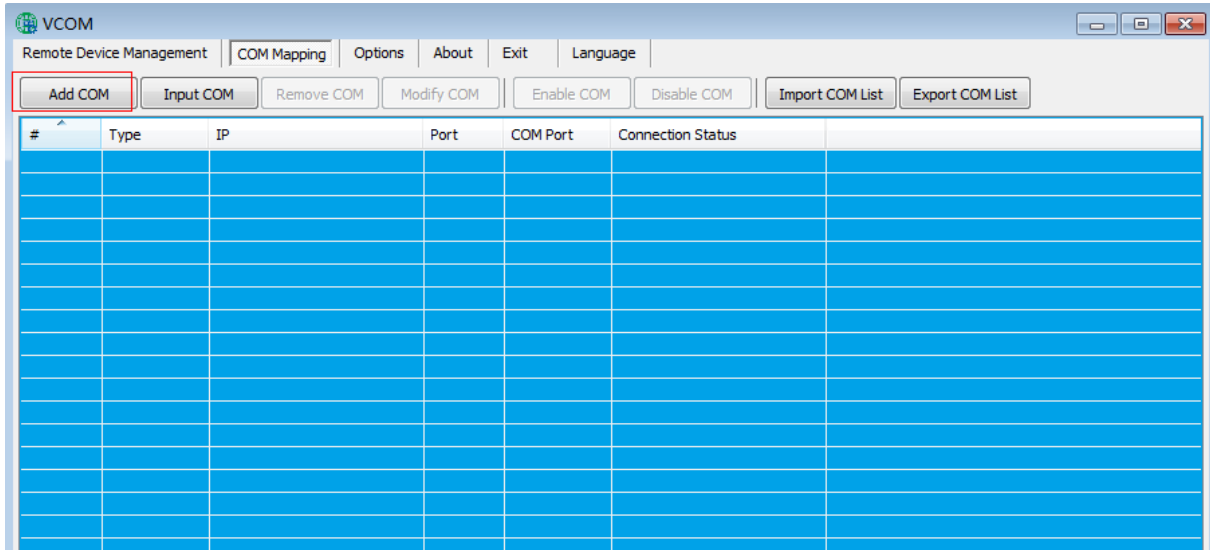 VCOM
Remote Device Management COM Mapping Options About Exit Language
Add COM Input COM Remove COM Modify COM Enable COM Disable COM Import COM List Export COM List
# Type IP Port COM Port Connection Status